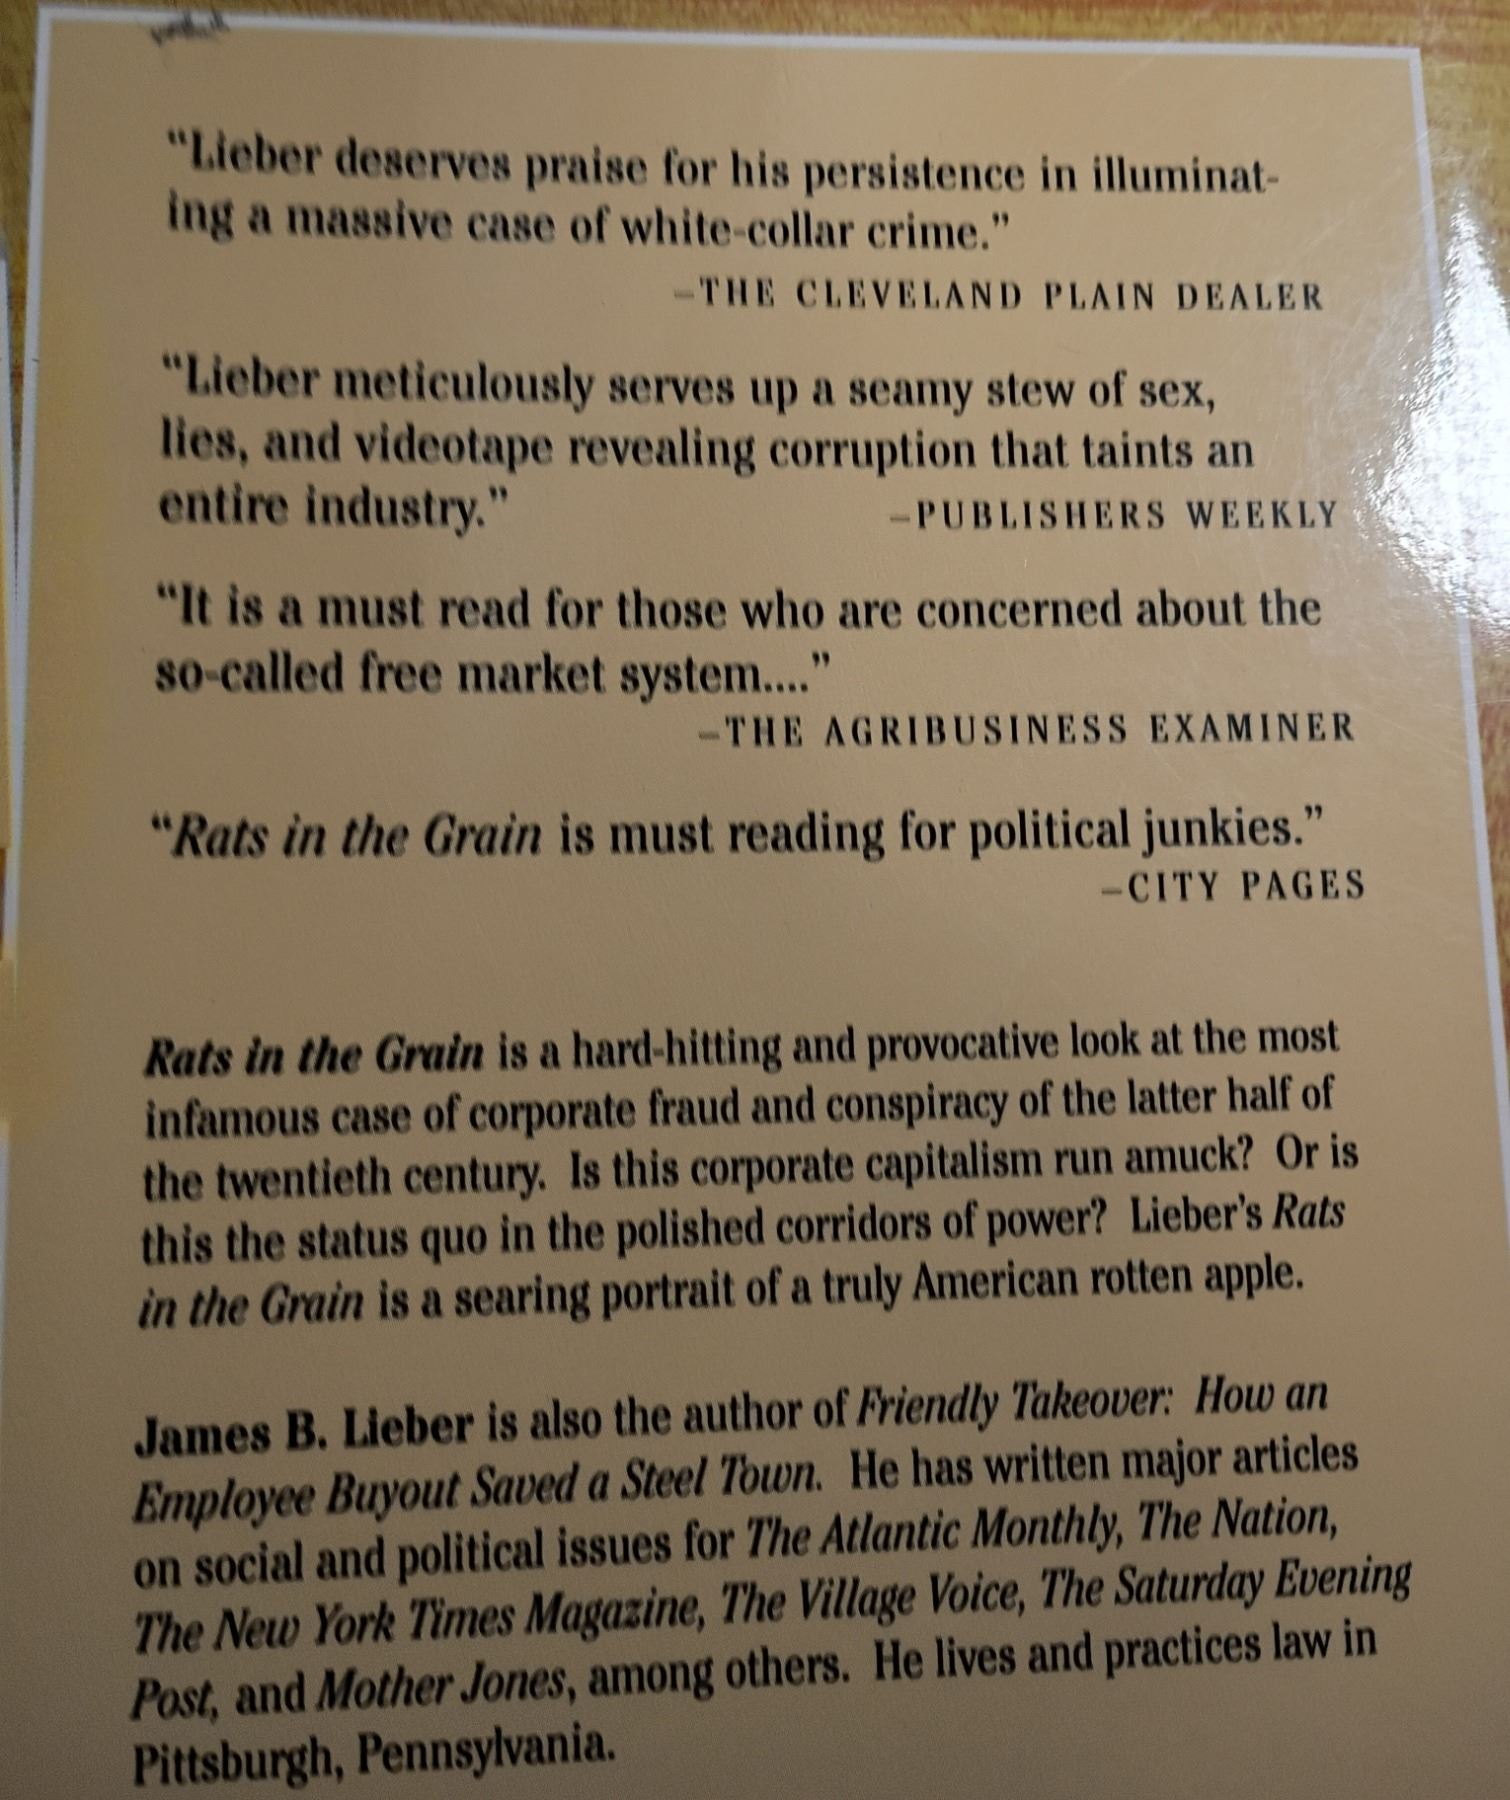 “Lieber deserves praise for his persistence in illuminat-
ing a massive case of white-collar crime.”
–THE CLEVELAND PLAIN DEALER
“Lieber meticulously serves up a seamy stew of sex,
lies, and videotape revealing corruption that taints an
entire industry.” –PUBLISHERS WEEKLY
“It is a must read for those who are concerned about the
so-called free market system....”
–THE AGRIBUSINESS EXAMINER
“Rats in the Grain is must reading for political junkies.”
–CITY PAGES
Rats in the Grain is a hard-hitting and provocative look at the most
infamous case of corporate fraud and conspiracy of the latter half of
the twentieth century. Is this corporate capitalism run amuck? Or is
this the status quo in the polished corridors of power? Lieber’s Rats
in the Grain is a searing portrait of a truly American rotten apple.
James B. Lieber is also the author of Friendly Takeover: How an
Employee Buyout Saved a Steel Town. He has written major articles
on social and political issues for The Atlantic Monthly, The Nation,
The New York Times Magazine, The Village Voice, The Saturday Evening
Post, and Mother Jones, among others. He lives and practices law in
Pittsburgh, Pennsylvania.